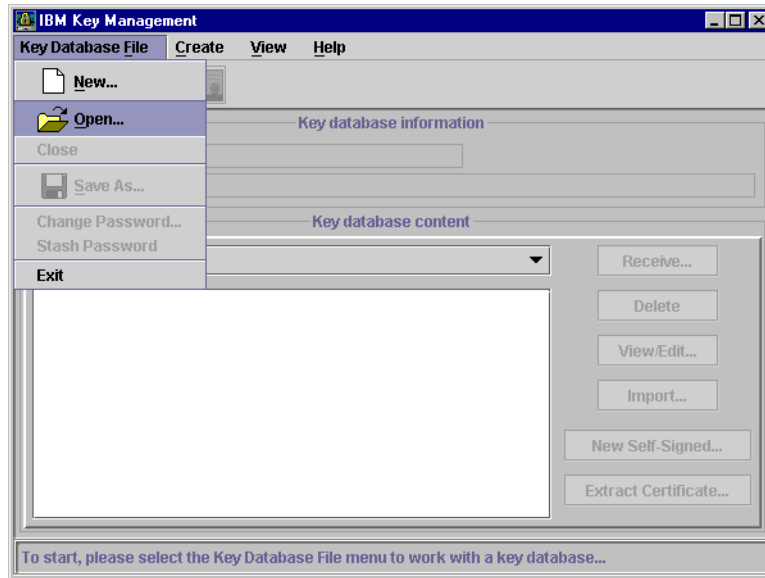 IBM Key Management
Key Database File Create View Help
New...
Open...
Key database information
Close
Save As...
Change Password...
Key database content
Stash Password
Exit
Receive...
Delete
View/Edit...
Import...
New Self-Signed...
Extract Certificate...
To start, please select the Key Database File menu to work with a key database...